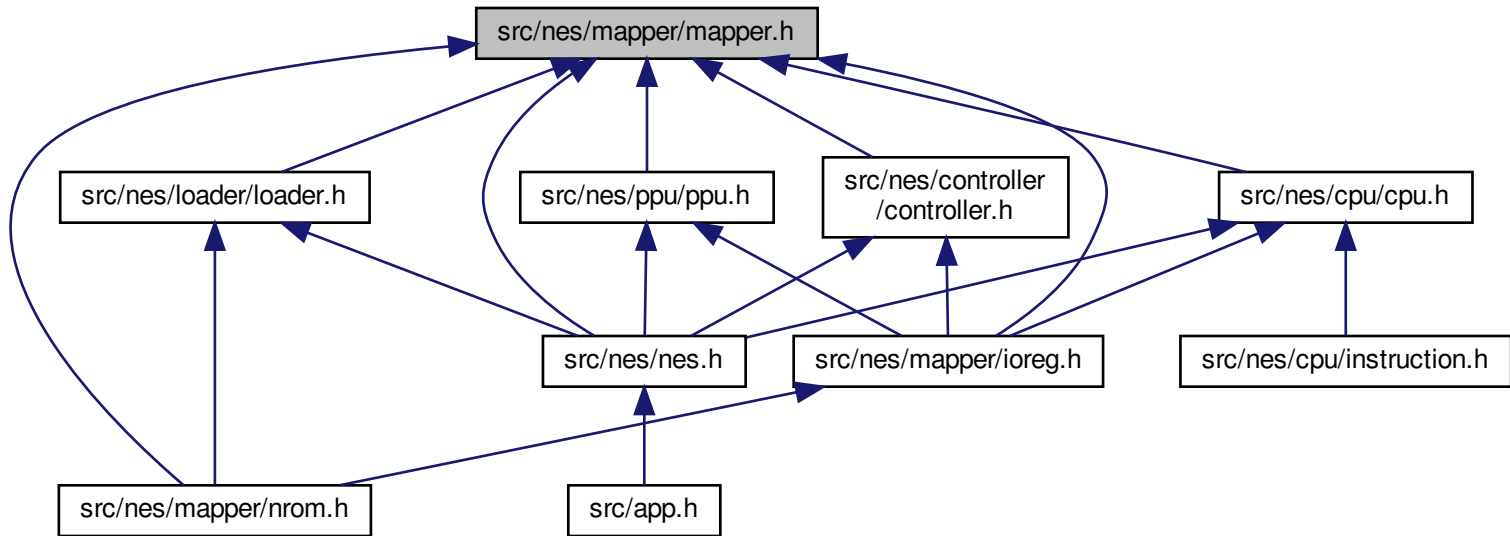 src/nes/mapper/mapper.h
src/nes/loader/loader.h
src/nes/ppu/ppu.h
src/nes/controller
/controller.h
src/nes/cpu/cpu.h
src/nes/nes.h
src/nes/mapper/ioreg.h
src/nes/cpu/instruction.h
src/nes/mapper/nrom.h
src/app.h